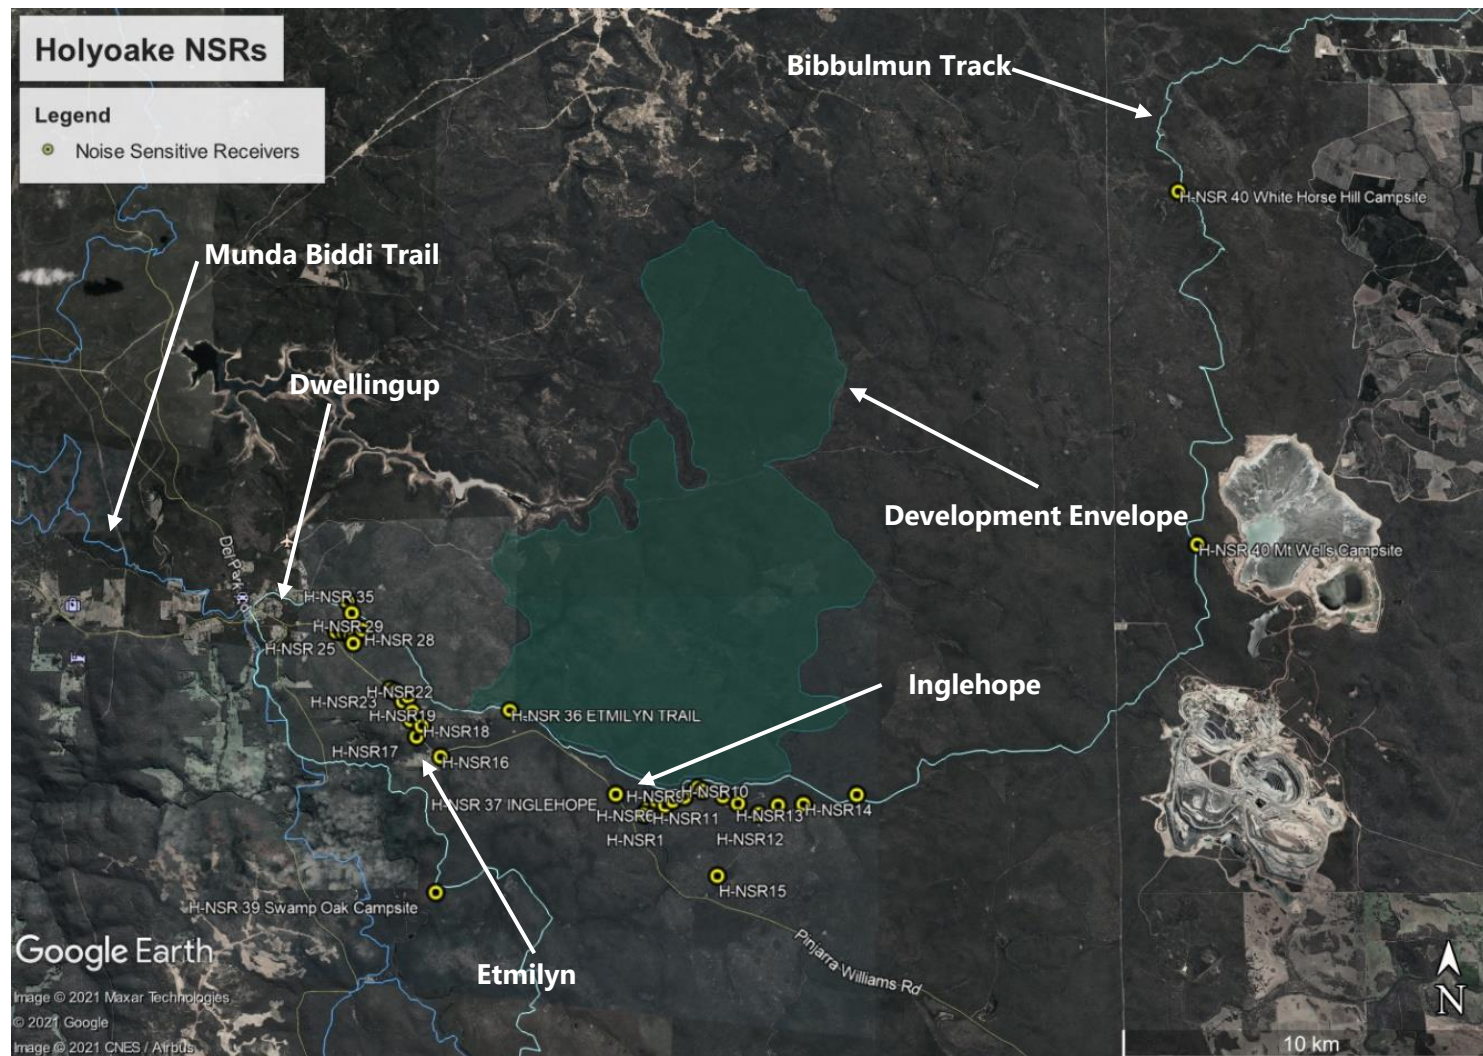 Holyoake NSRs
Legend
Noise Sensitive Receivers
Bibbulmun Track
H-NSR 40 White Horse Hill Campsite
Munda Biddi Trail
Dwellingup
Development Envelope
H-NSR 40 Mt Wells Campsite
Del Park Rd
H-NSR 35
H-NSR 29
H-NSR 28
H-NSR 25
Inglehope
H-NSR22
H-NSR23
H-NSR19
H-NSR 36 ETMILYN TRAIL
H-NSR18
H-NSR17
H-NSR16
H-NSR10
H-NSR9
H-NSR 37 INGLEHOPE
H-NSR14
H-NSR13
H-NSR6
H-NSR11
H-NSR1
H-NSR12
H-NSR15
H-NSR 39 Swamp Oak Campsite
Pinjarra Williams Rd
Etmilyn
Google Earth
Image © 2021 Maxar Technologies
© 2021 Google
Image © 2021 CNES / Airbus
N
10 km